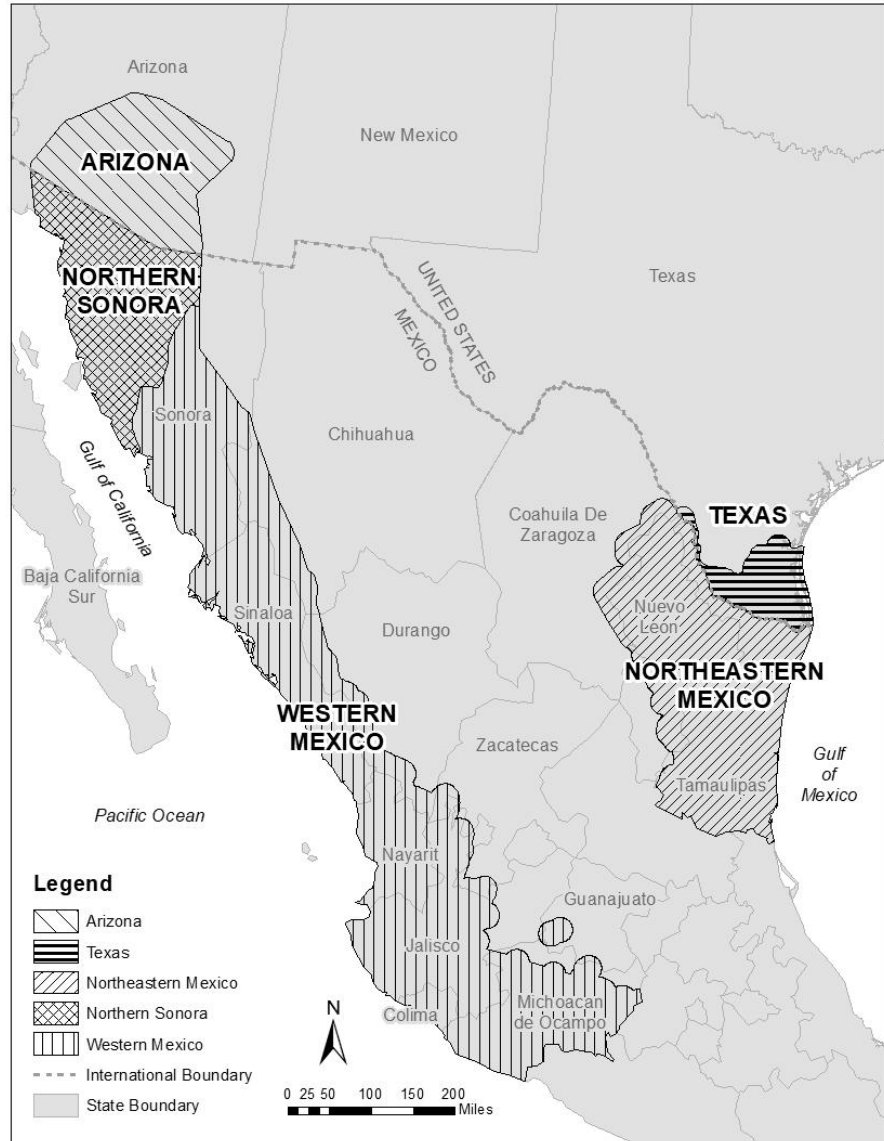 Arizona
New Mexico
ARIZONA
NORTHERN
SONORA
Texas
UNITED STATES
MEXICO
Sonora
Chihuahua
Gulf of California
Coahuila De
Zaragoza
TEXAS
Baja California
Sur
Sinaloa
Durango
Nuevo
Leon
NORTHEASTERN
MEXICO
WESTERN
MEXICO
Zacatecas
Gulf
of
Mexico
Tamaulipas
Pacific Ocean
Nayarit
Guanajuato
Jalisco
Michoacan
de Ocampo
Colima
Legend
Arizona
Texas
Northeastern Mexico
Northern Sonora
Western Mexico
International Boundary
State Boundary
N
0 25 50 100 150 200
Miles